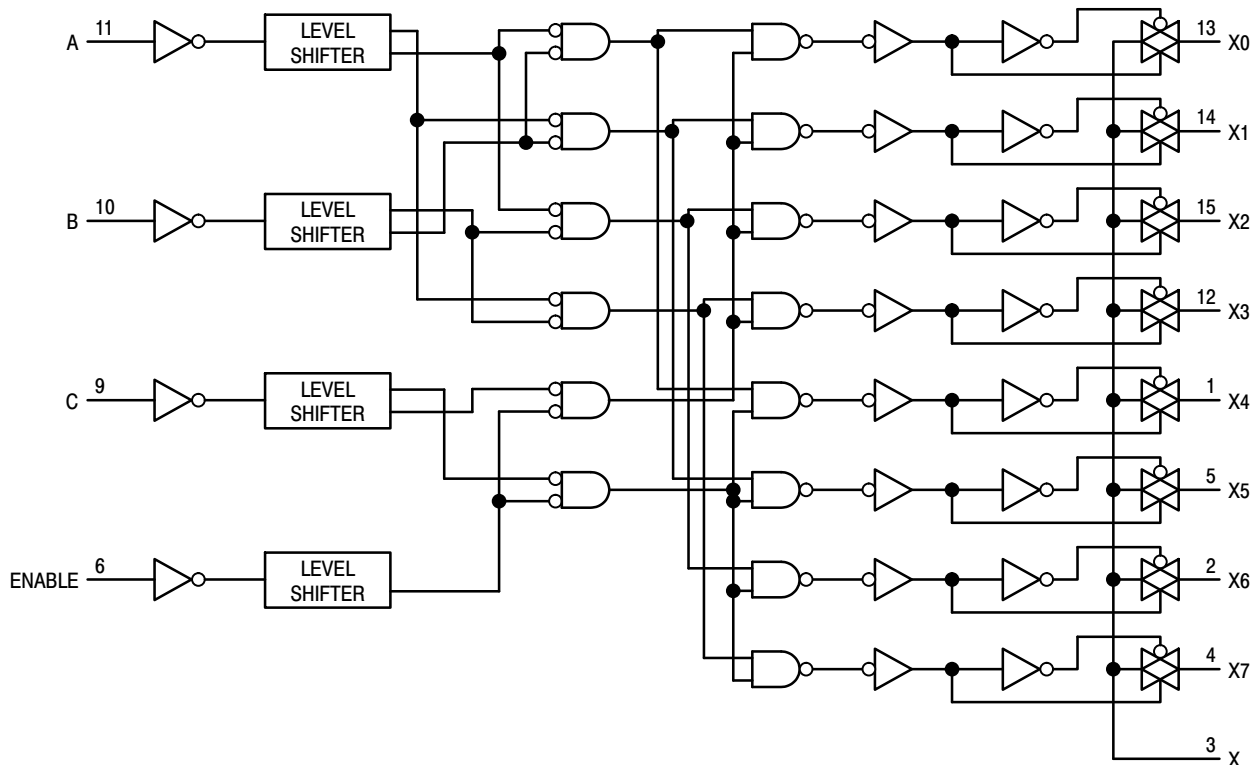 A 11 LEVEL SHIFTER 13 X0
14 X1
B 10 LEVEL SHIFTER 15 X2
12 X3
C 9 LEVEL SHIFTER 1 X4
5 X5
ENABLE 6 LEVEL SHIFTER 2 X6
4 X7
3 X